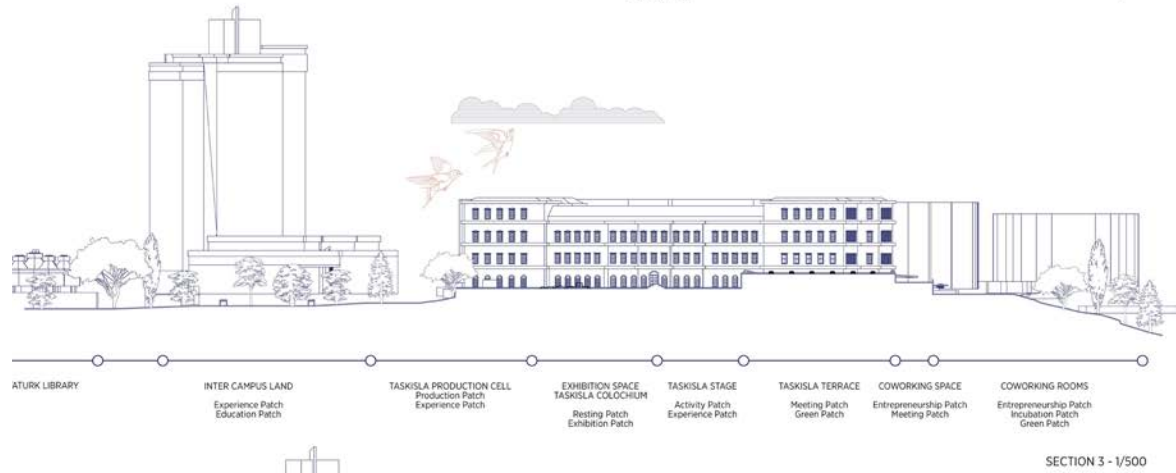 ATURK LIBRARY
INTER CAMPUS LAND
Experience Patch
Education Patch
TASKISLA PRODUCTION CELL
Production Patch
Experience Patch
EXHIBITION SPACE
TASKISLA COLOCHIUM
Resting Patch
Exhibition Patch
TASKISLA STAGE
Activity Patch
Experience Patch
TASKISLA TERRACE
Meeting Patch
Green Patch
COWORKING SPACE
Entrepreneurship Patch
Meeting Patch
COWORKING ROOMS
Entrepreneurship Patch
Incubation Patch
Green Patch
SECTION 3 - 1/500